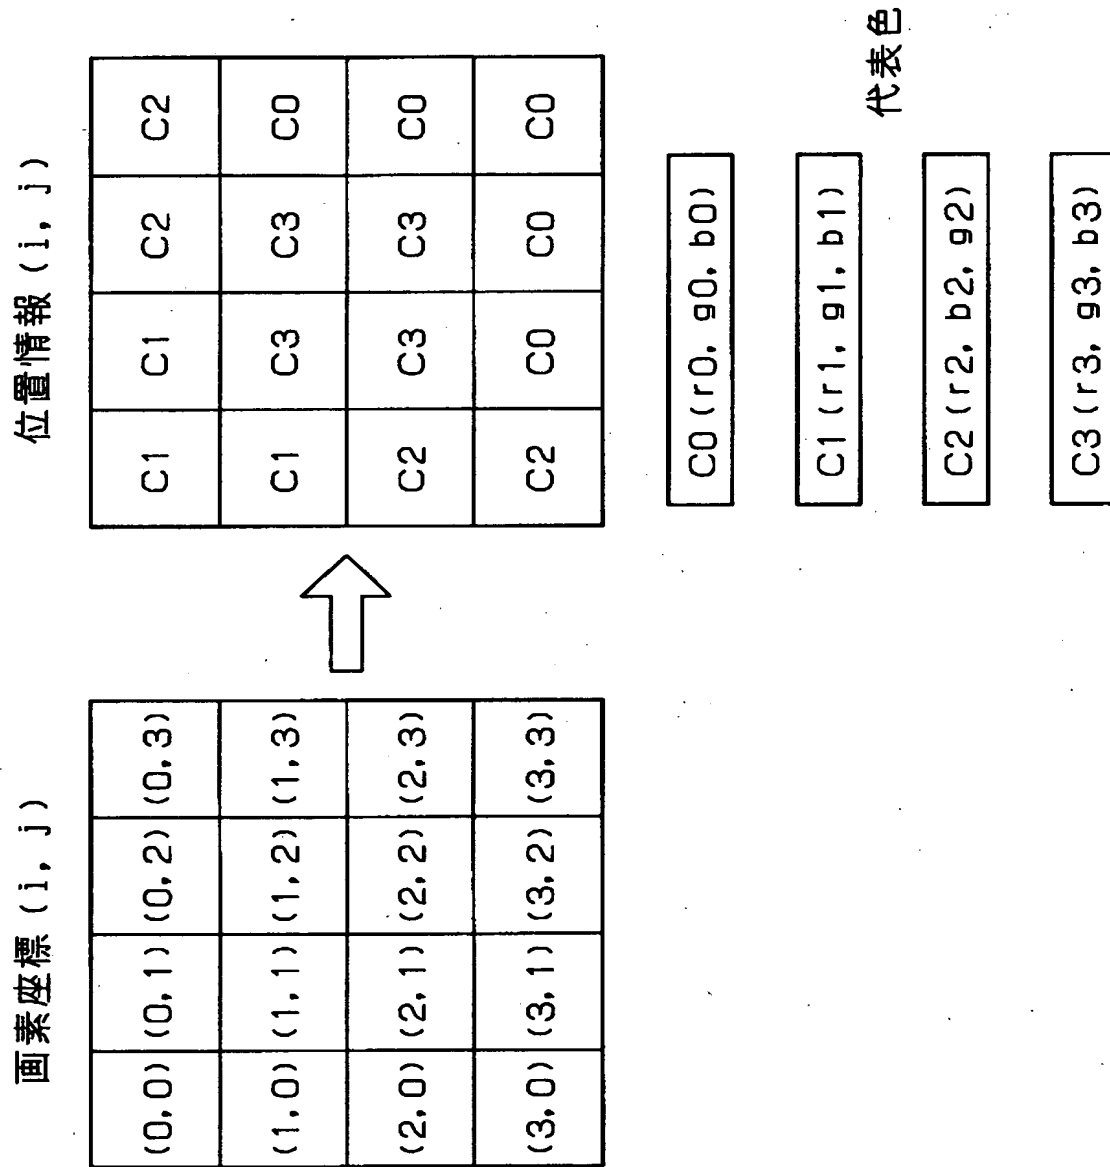 画素座標(i, j)
(0,0) (0,1) (0,2) (0,3)
(1,0) (1,1) (1,2) (1,3)
(2,0) (2,1) (2,2) (2,3)
(3,0) (3,1) (3,2) (3,3)
位置情報(i, j)
C1 C1 C2 C2
C1 C3 C3 C0
C2 C3 C3 C0
C2 C0 C0 C0
C0(r0, g0, b0)
C1(r1, g1, b1)
C2(r2, b2, g2)
C3(r3, g3, b3)
代表色